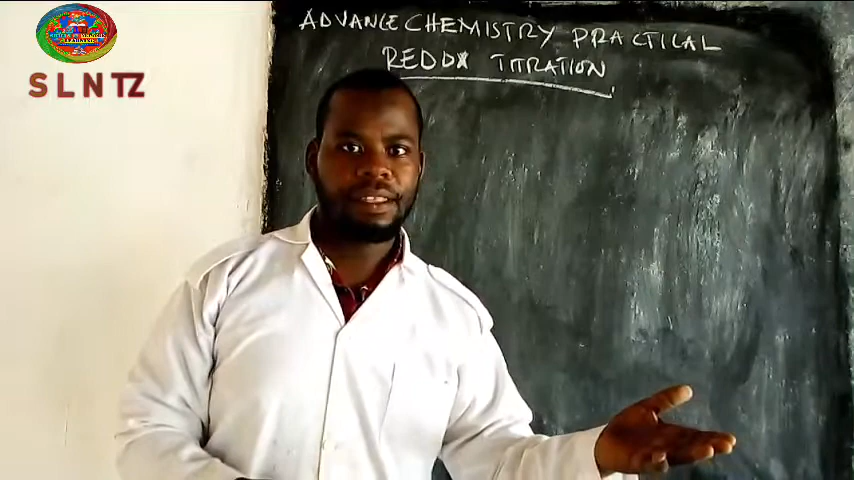 SLNTZ
ADVANCE CHEMISTRY PRACTICAL
REDOX TITRATION